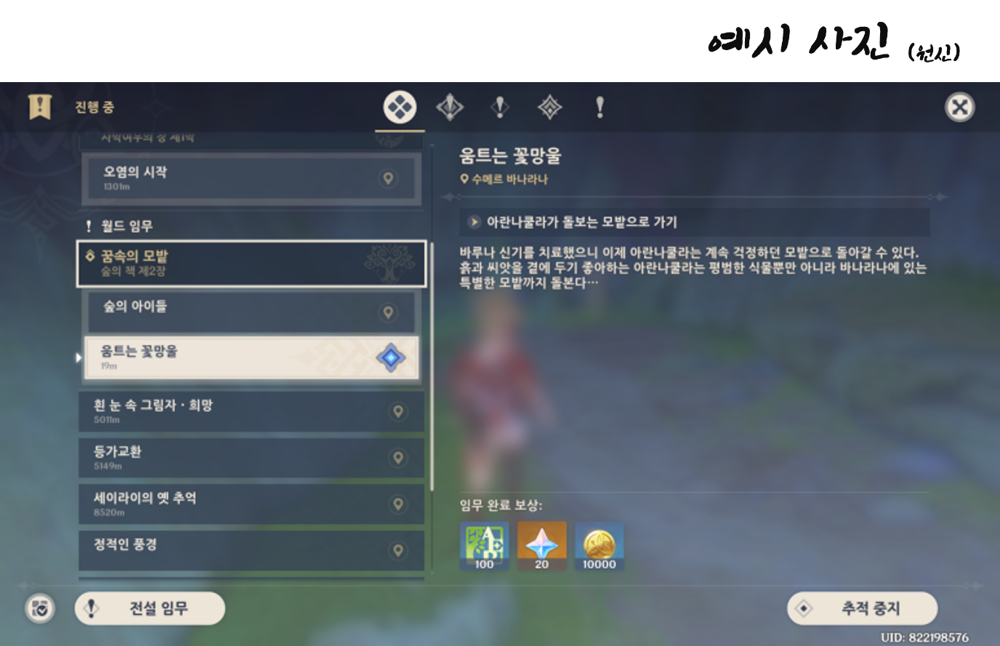 예시 사진 (원신)
진행 중
사막여우의 장 제1막
오염의 시작
1301m
월드 임무
꿈속의 모밭
숲의 책 제2장
숲의 아이들
움트는 꽃망울
19m
흰 눈 속 그림자 · 희망
5011m
등가교환
5149m
세이라이의 옛 추억
8520m
정적인 풍경
전설 임무
움트는 꽃망울
수메르 바나라나
아란나쿨라가 돌보는 모밭으로 가기
바루나 신기를 치료했으니 이제 아란나쿨라는 계속 걱정하던 모밭으로 돌아갈 수 있다.
흙과 씨앗을 곁에 두기 좋아하는 아란나쿨라는 평범한 식물뿐만 아니라 바나라나에 있는
특별한 모밭까지 돌본다…
임무 완료 보상:
100
20
10000
추적 중지
UID: 822198576